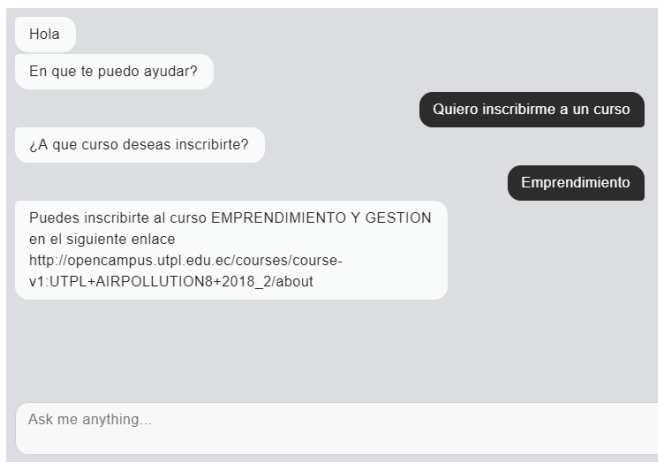 Hola
En que te puedo ayudar?
Quiero inscribirme a un curso
¿A que curso deseas inscribirte?
Emprendimiento
Puedes inscribirte al curso EMPRENDIMIENTO Y GESTION
en el siguiente enlace
http://opencampus.utpl.edu.ec/courses/course-
v1:UTPL+AIRPOLLUTION8+2018_2/about
Ask me anything...